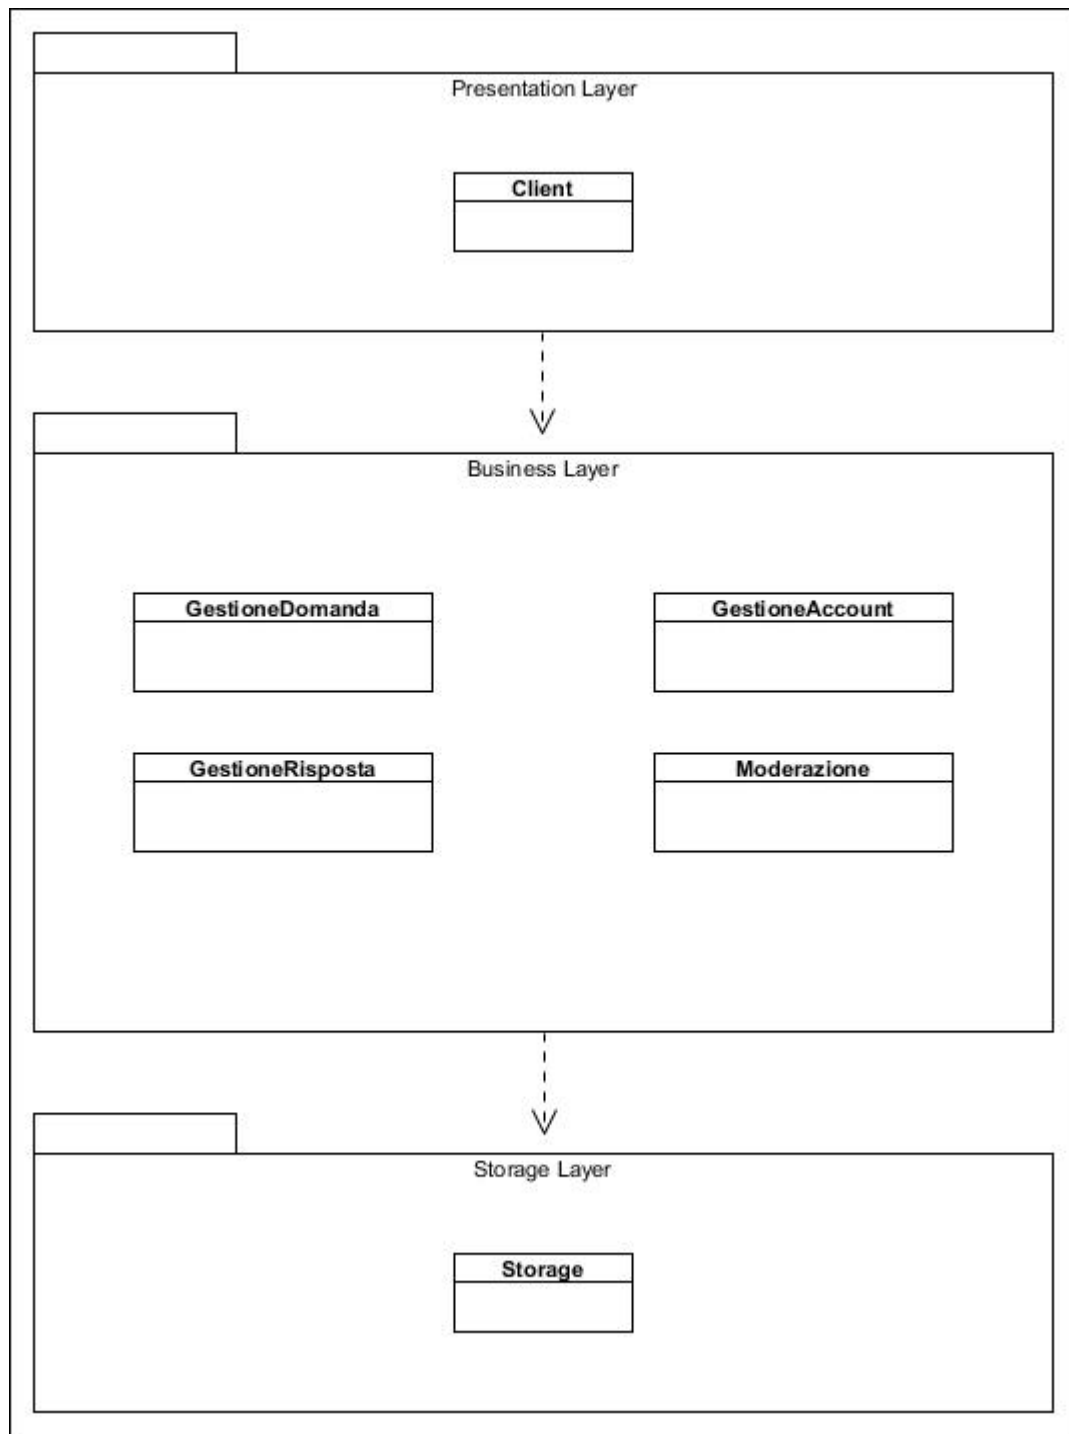 Presentation Layer
Client
Business Layer
GestioneDomanda
GestioneAccount
GestioneRisposta
Moderazione
Storage Layer
Storage